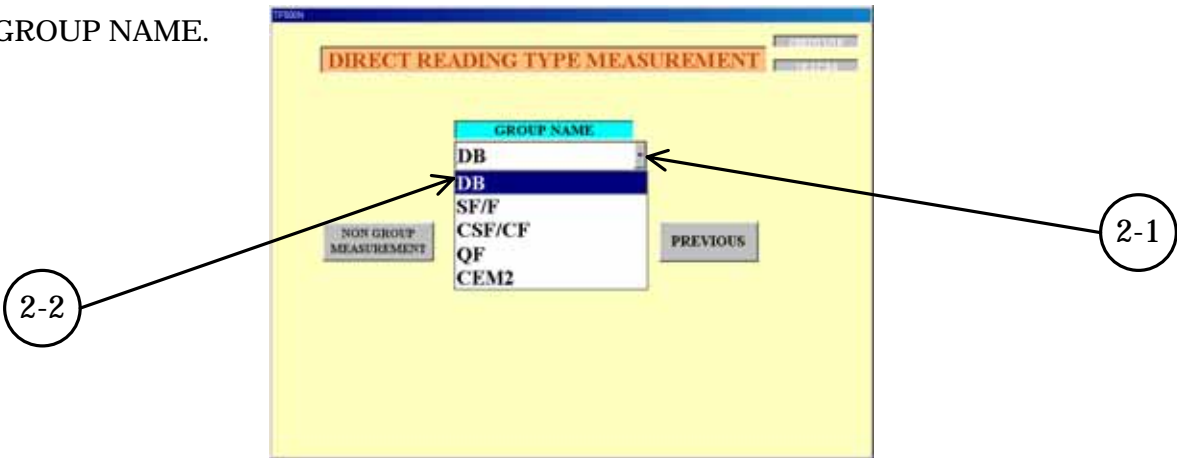 GROUP NAME.
DIRECT READING TYPE MEASUREMENT
GROUP NAME
DB
DB
SF/F
CSF/CF
QF
CEM2
NON GROUP
MEASUREMENT
PREVIOUS
2-1
2-2